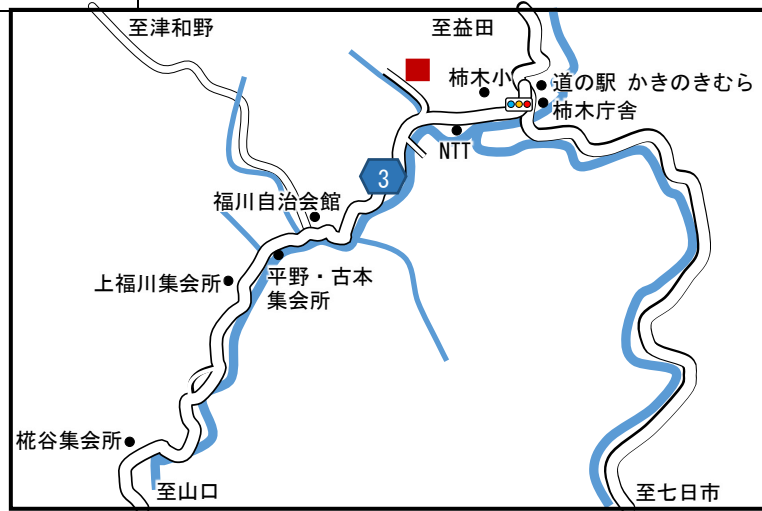 至津和野
至益田
柿木小
道の駅 かきのきむら
柿木庁舎
NTT
3
福川自治会館
上福川集会所
平野・古本
集会所
椛谷集会所
至山口
至七日市